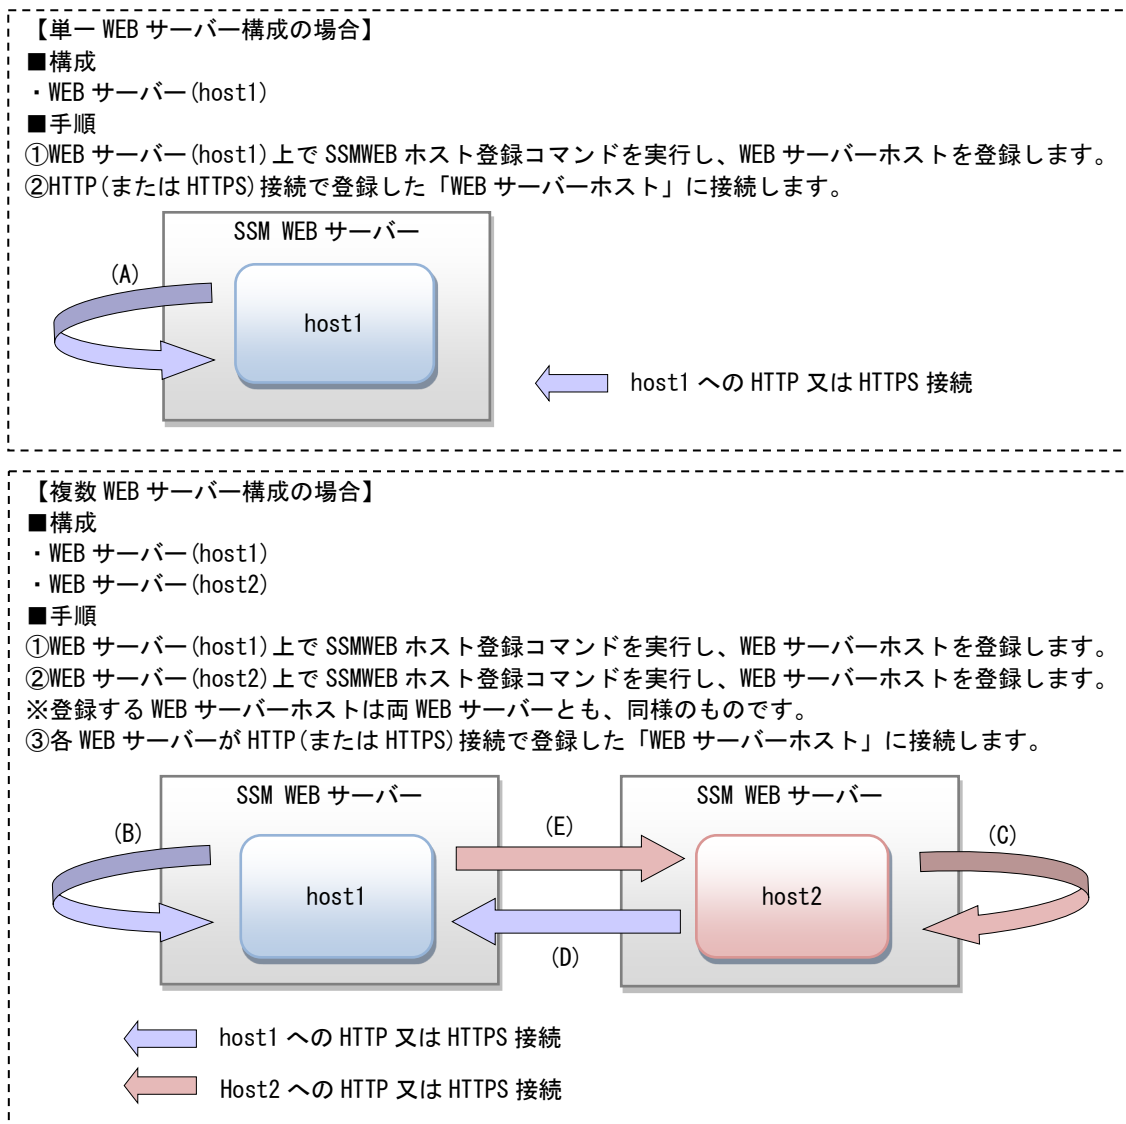 【単一 WEB サーバー構成の場合】
■構成
・WEB サーバー(host1)
■手順
①WEB サーバー(host1)上で SSMWEB ホスト登録コマンドを実行し、WEB サーバーホストを登録します。
②HTTP(または HTTPS)接続で登録した「WEB サーバーホスト」に接続します。
SSM WEB サーバー
(A)
host1
host1 への HTTP 又は HTTPS 接続
【複数 WEB サーバー構成の場合】
■構成
・WEB サーバー(host1)
・WEB サーバー(host2)
■手順
①WEB サーバー(host1)上で SSMWEB ホスト登録コマンドを実行し、WEB サーバーホストを登録します。
②WEB サーバー(host2)上で SSMWEB ホスト登録コマンドを実行し、WEB サーバーホストを登録します。
※登録する WEB サーバーホストは両 WEB サーバーとも、同様のものです。
③各 WEB サーバーが HTTP(または HTTPS)接続で登録した「WEB サーバーホスト」に接続します。
SSM WEB サーバー
SSM WEB サーバー
(B)
(E)
(C)
host1
host2
(D)
host1 への HTTP 又は HTTPS 接続
Host2 への HTTP 又は HTTPS 接続